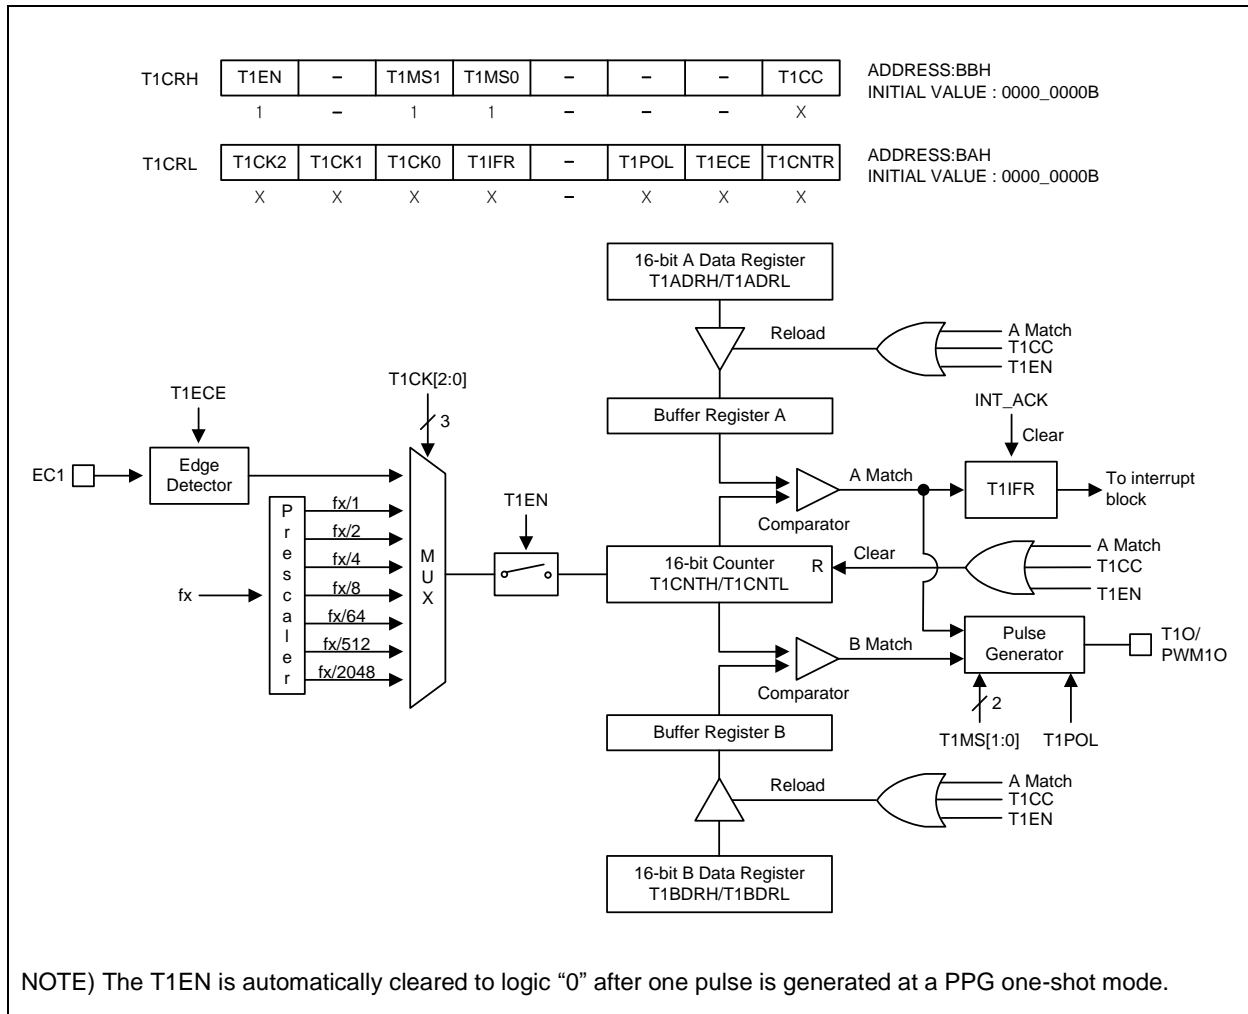 T1CRH T1EN – T1MS1 T1MS0 – – – T1CC
ADDRESS:BBH
INITIAL VALUE : 0000_0000B
1 – 1 1 – – – X
T1CRL T1CK2 T1CK1 T1CK0 T1IFR – T1POL T1ECE T1CNTR
ADDRESS:BAH
INITIAL VALUE : 0000_0000B
X X X X – X X X
16-bit A Data Register
T1ADRH/T1ADRL
Reload
A Match
T1CC
T1EN
T1CK[2:0]
3
T1ECE
Buffer Register A
INT_ACK
Clear
EC1
Edge
Detector
A Match
T1IFR
To interrupt
block
Comparator
Prescaler
fx/1
fx/2
fx/4
fx/8
fx/64
fx/512
fx/2048
fx
MUX
T1EN
16-bit Counter
T1CNTH/T1CNTL
R
Clear
A Match
T1CC
T1EN
B Match
Comparator
Pulse
Generator
T1O/
PWM1O
2
T1MS[1:0]
T1POL
Buffer Register B
Reload
A Match
T1CC
T1EN
16-bit B Data Register
T1BDRH/T1BDRL
NOTE) The T1EN is automatically cleared to logic “0” after one pulse is generated at a PPG one-shot mode.